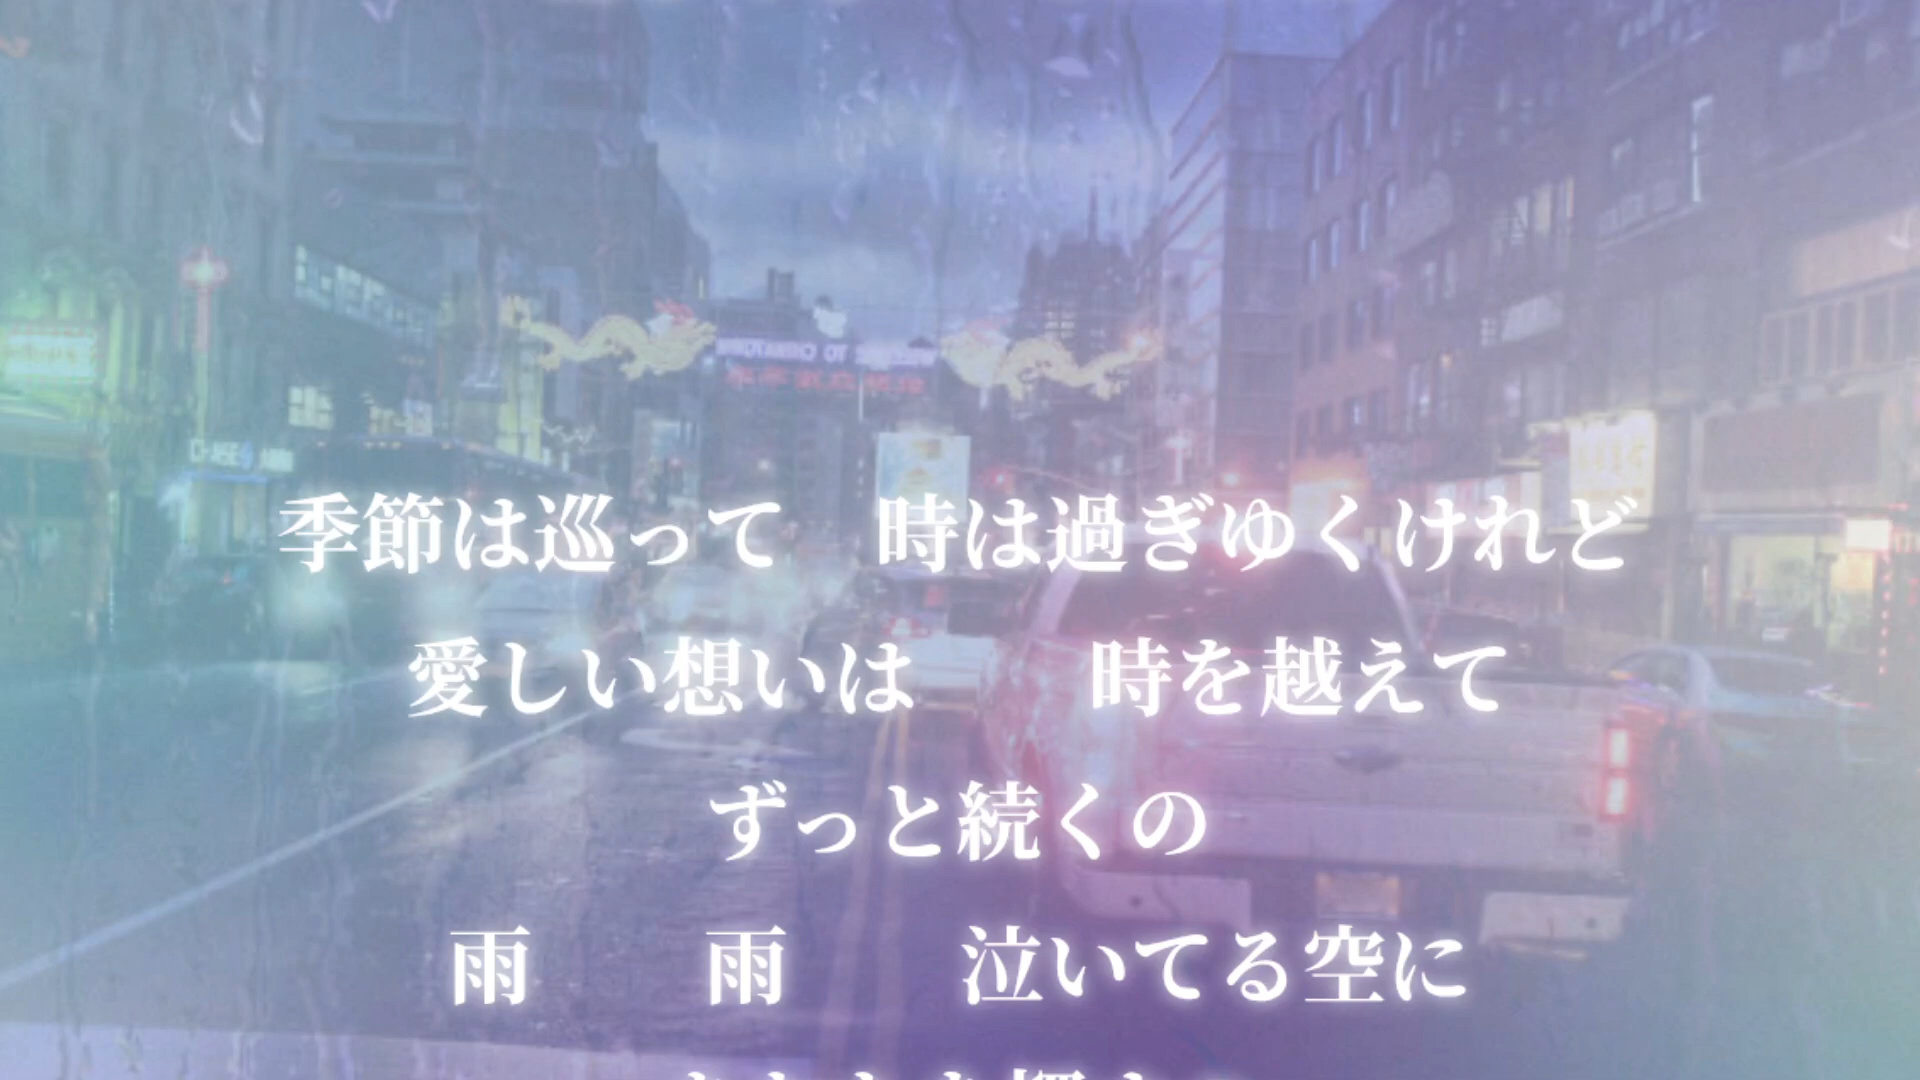 季節は巡って　時は過ぎゆくけれど
愛しい想いは　　時を越えて
ずっと続くの
雨　　雨　　泣いてる空に